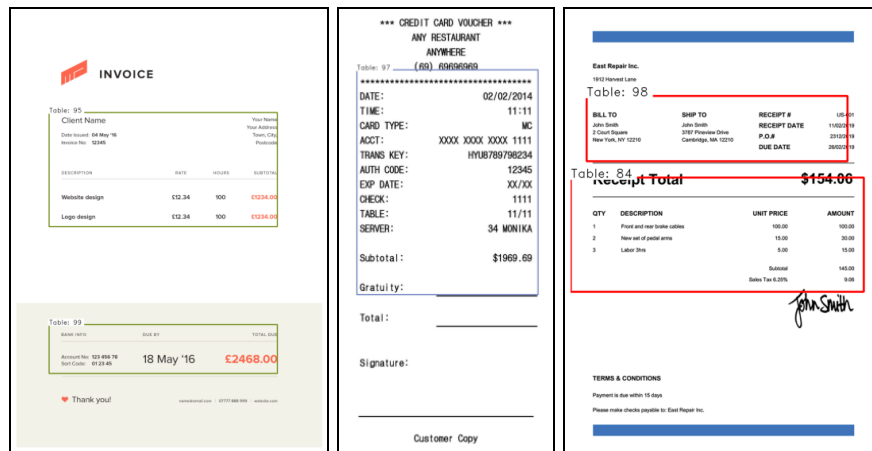 INVOICE
Table: 95
Client Name
Your Name
Your Address
Date Issued: 04 May '16
Town, City,
Invoice No: 12345
Postcode
DESCRIPTION RATE HOURS SUBTOTAL
Website design £12.34 100 £1234.00
Logo design £12.34 100 £1234.00
Table: 99
BANK INFO DUE BY TOTAL DUE
Account No: 123 456 78
Sort Code: 01 23 45
18 May '16 £2468.00
Thank you!
*** CREDIT CARD VOUCHER ***
ANY RESTAURANT
ANYWHERE
Table: 97
(69) 69696969
***********************************
DATE: 02/02/2014
TIME: 11:11
CARD TYPE: MC
ACCT: XXXX XXXX XXXX 1111
TRANS KEY: HYU8789798234
AUTH CODE: 12345
EXP DATE: XX/XX
CHECK: 1111
TABLE: 11/11
SERVER: 34 MONIKA
Subtotal: $1969.69
Gratuity:
Total:
Signature:
Customer Copy
East Repair Inc.
1912 Harvest Lane
Table: 98
BILL TO SHIP TO RECEIPT # US-001
John Smith John Smith RECEIPT DATE 11/02/2019
2 Court Square 3787 Pineview Drive P.O.# 2312/2019
New York, NY 12210 Cambridge, MA 12210 DUE DATE 26/02/2019
Table: 84
Receipt Total $154.06
QTY DESCRIPTION UNIT PRICE AMOUNT
1 Front and rear brake cables 100.00 100.00
2 New set of pedal arms 15.00 30.00
3 Labor 3hrs 5.00 15.00
Subtotal 145.00
Sales Tax 6.25% 9.06
John Smith
TERMS & CONDITIONS
Payment is due within 15 days
Please make checks payable to: East Repair Inc.